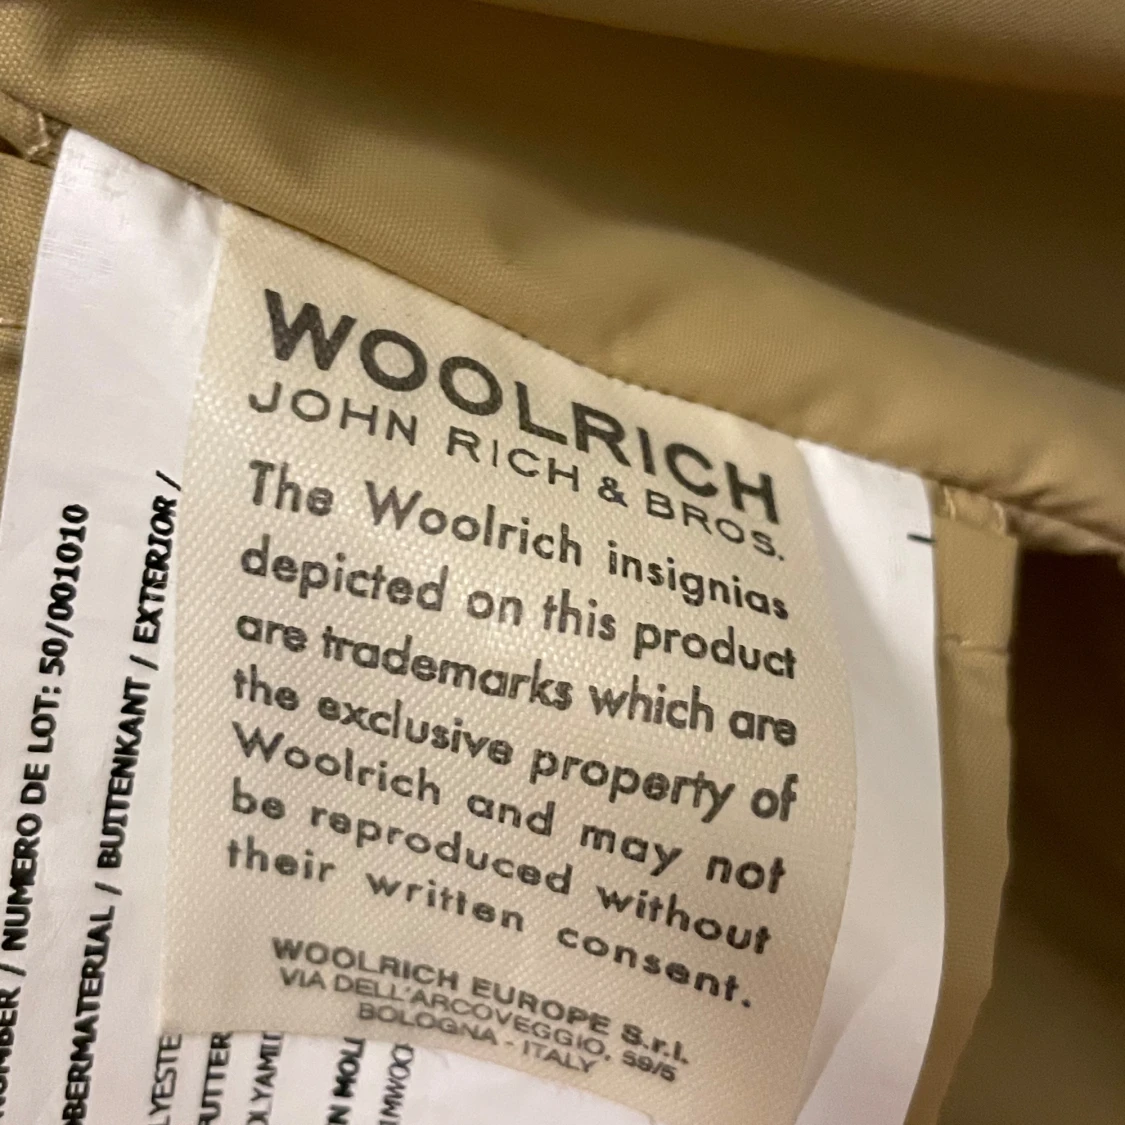 WOOLRICH
JOHN RICH & BROS.
The Woolrich insignias
depicted on this product
are trademarks which are
the exclusive property of
Woolrich and may not
be reproduced without
their written consent.
WOOLRICH EUROPE S.r.l.
VIA DELL'ARCOVEGGIO, 59/5
BOLOGNA - ITALY
/ NUMERO DE LOT: 50/001010
OBERMATERIAL / BUITENKANT / EXTERIOR /